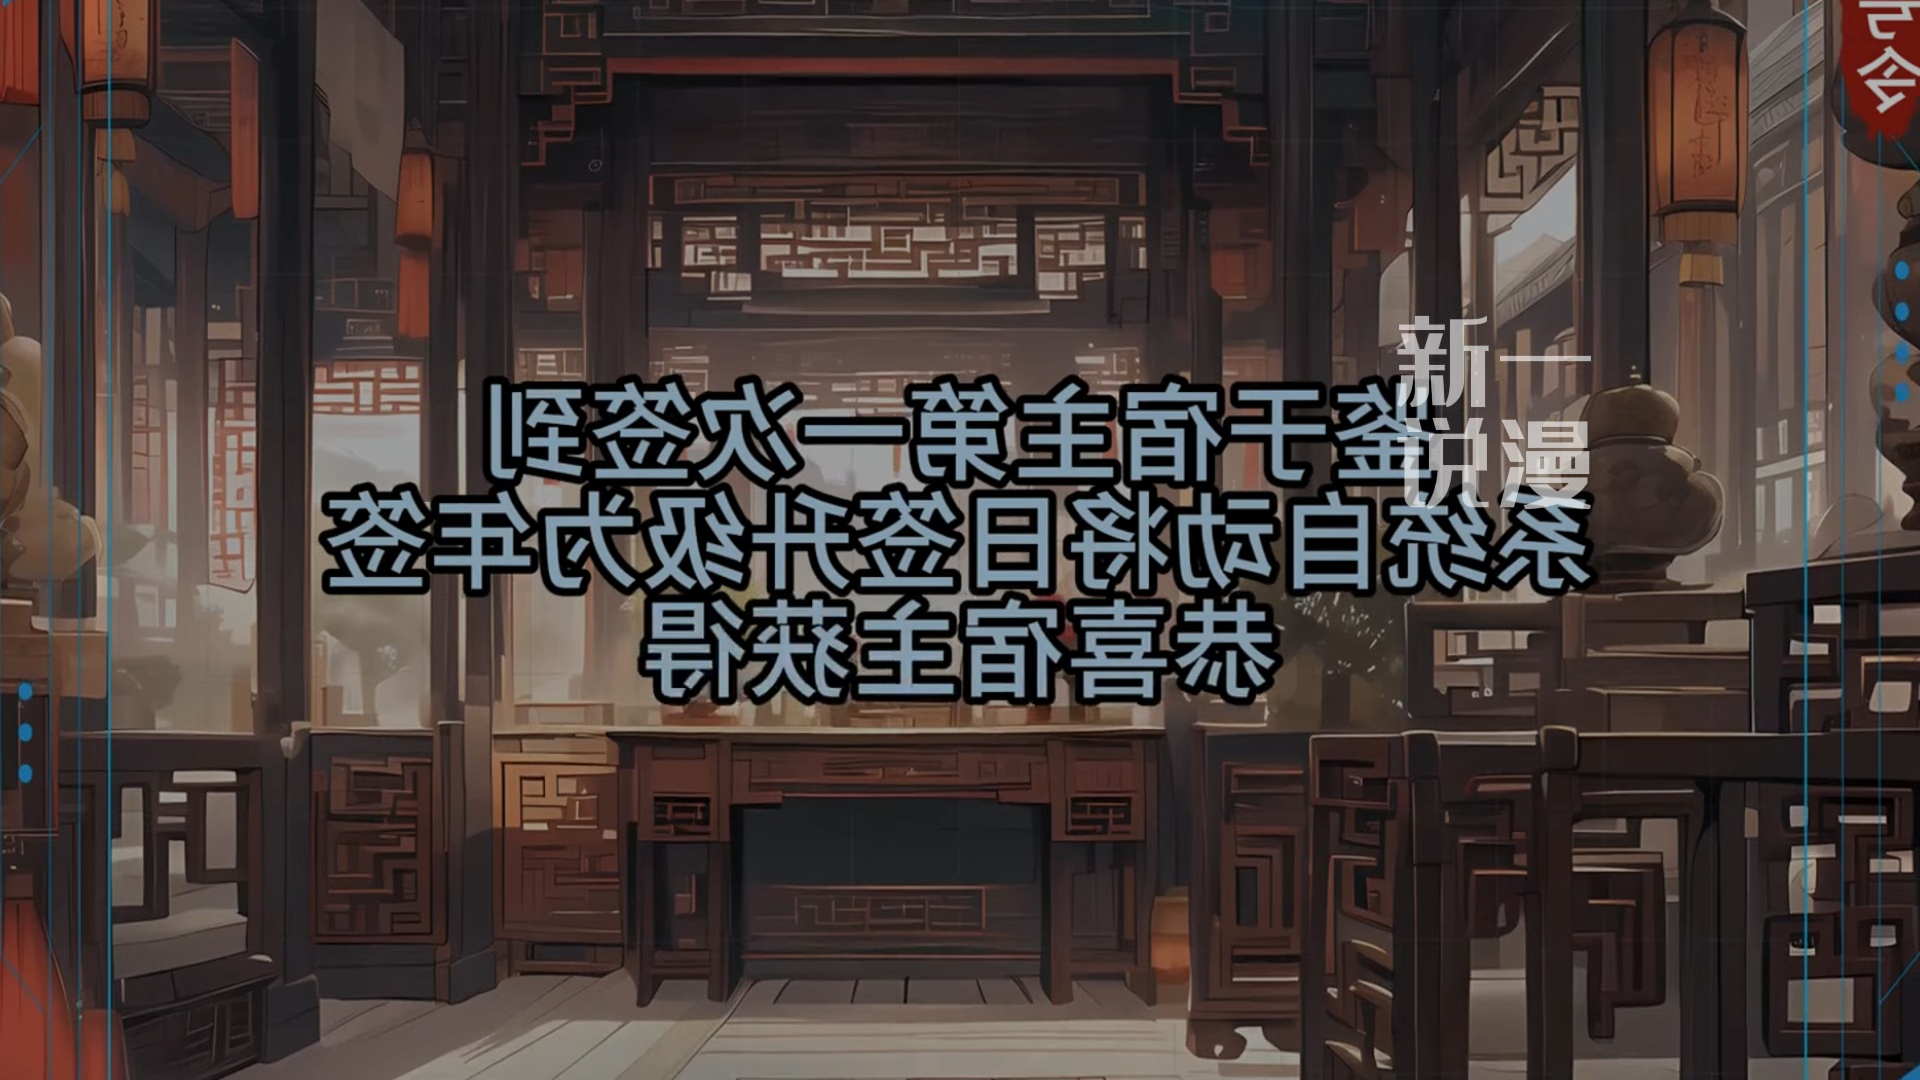 鉴于宿主第一次签到
系统自动将日签升级为年签
恭喜宿主获得
新一
说漫